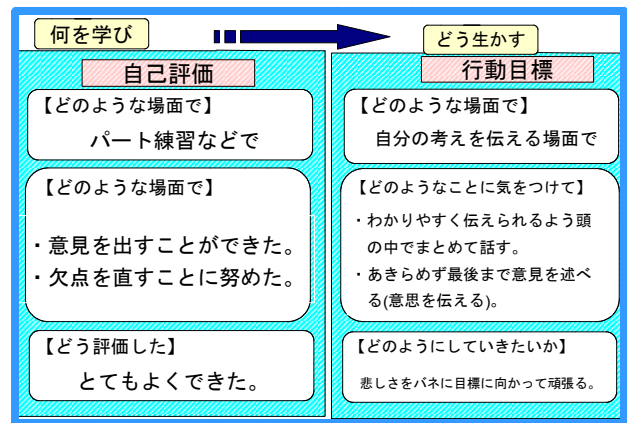 何を学び
どう生かす
自己評価
【どのような場面で】
パート練習などで
【どのような場面で】
・意見を出すことができた。
・欠点を直すことに努めた。
【どう評価した】
とてもよくできた。
行動目標
【どのような場面で】
自分の考えを伝える場面で
【どのようなことに気をつけて】
・わかりやすく伝えられるよう頭
の中でまとめて話す。
・あきらめず最後まで意見を述べ
る(意思を伝える)。
【どのようにしていきたいか】
悲しさをバネに目標に向かって頑張る。